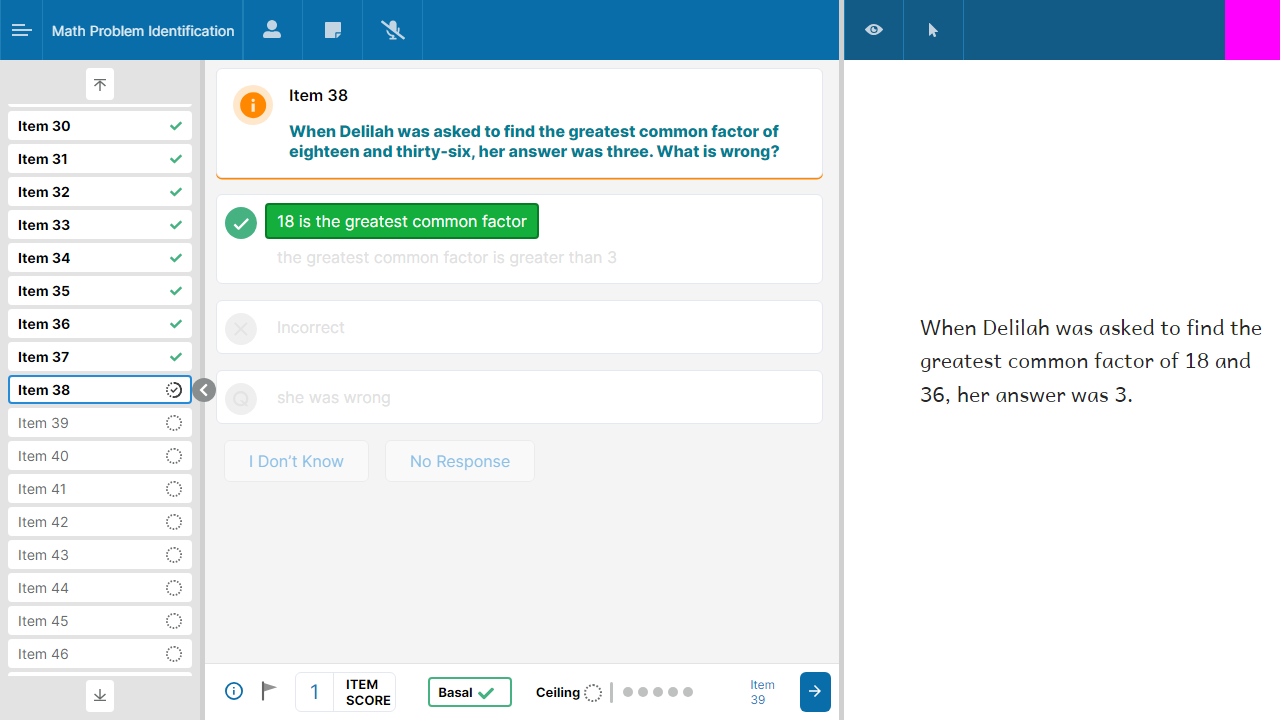 Math Problem Identification
Item 30
Item 31
Item 32
Item 33
Item 34
Item 35
Item 36
Item 37
Item 38
Item 39
Item 40
Item 41
Item 42
Item 43
Item 44
Item 45
Item 46
Item 38
When Delilah was asked to find the greatest common factor of
eighteen and thirty-six, her answer was three. What is wrong?
18 is the greatest common factor
the greatest common factor is greater than 3
Incorrect
Q she was wrong
I Don’t Know
No Response
1
ITEM
SCORE
Basal
Ceiling
Item
39
When Delilah was asked to find the
greatest common factor of 18 and
36, her answer was 3.